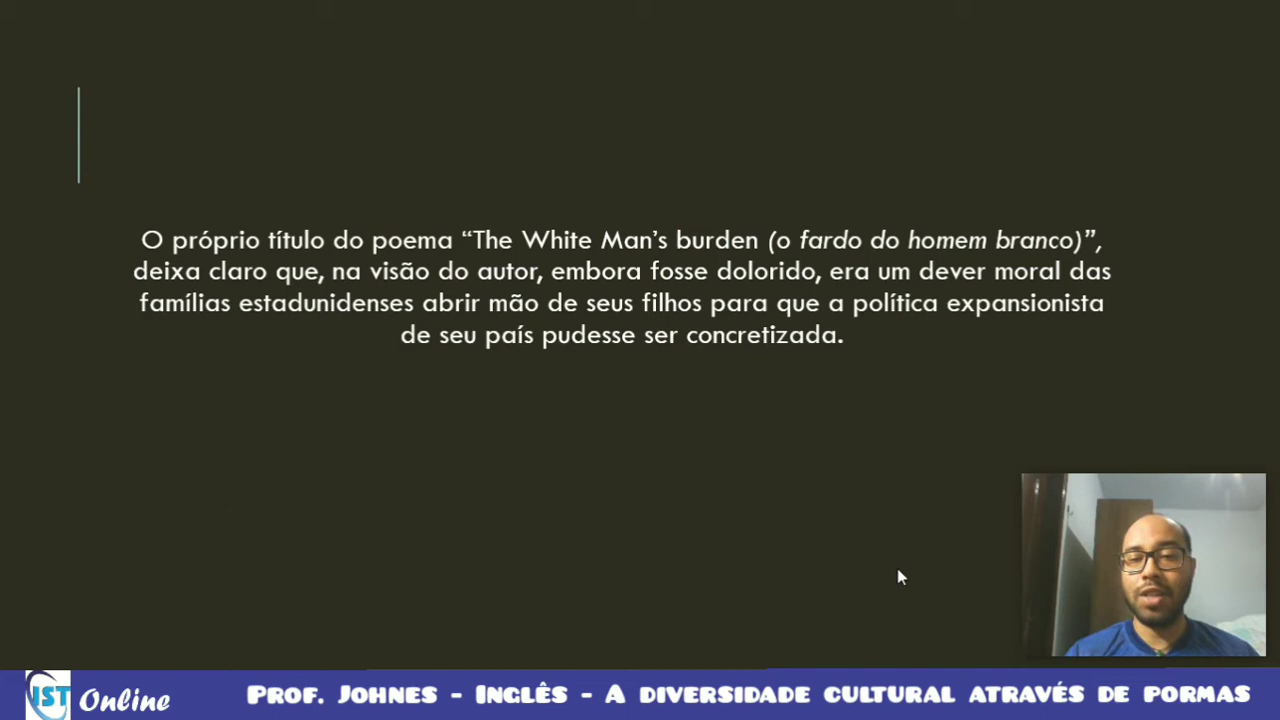 O próprio título do poema “The White Man’s burden (o fardo do homem branco)”,
deixa claro que, na visão do autor, embora fosse dolorido, era um dever moral das
famílias estadunidenses abrir mão de seus filhos para que a política expansionista
de seu país pudesse ser concretizada.
IST Online
Prof. Johnes - Inglês - A diversidade cultural através de pormas